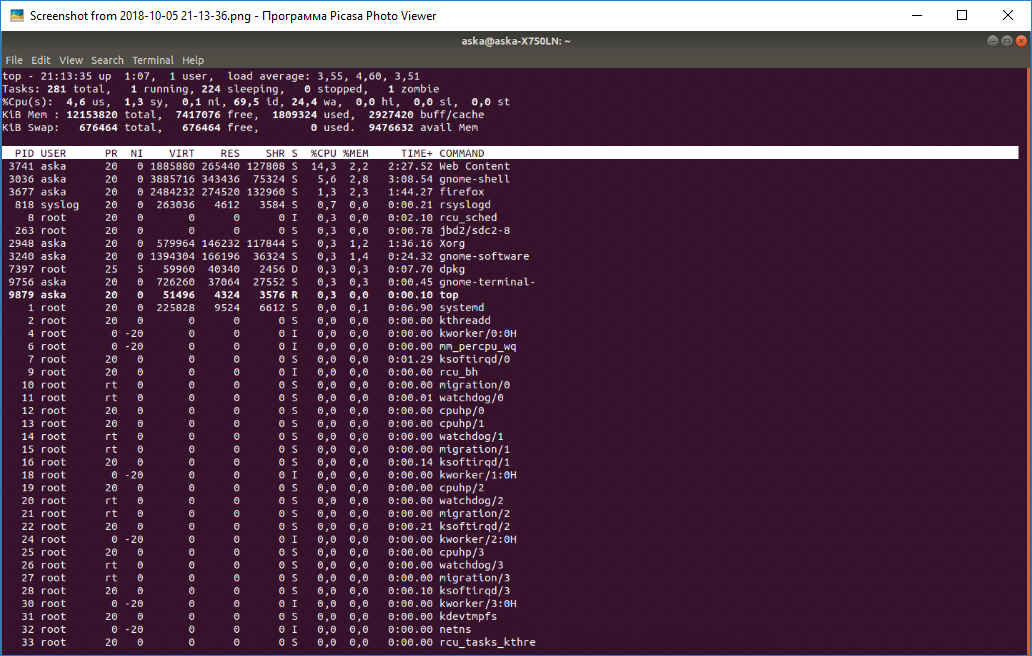 Screenshot from 2018-10-05 21-13-36.png - Программа Picasa Photo Viewer
aska@aska-X750LN: ~
File Edit View Search Terminal Help
top - 21:13:35 up  1:07,  1 user,  load average: 3,55, 4,60, 3,51
Tasks: 281 total,   1 running, 224 sleeping,   0 stopped,   1 zombie
%Cpu(s):  4,6 us,  1,3 sy,  0,1 ni, 69,5 id, 24,4 wa,  0,0 hi,  0,0 si,  0,0 st
KiB Mem : 12153820 total,  7417076 free,  1809324 used,  2927420 buff/cache
KiB Swap:   676464 total,   676464 free,        0 used.  9476632 avail Mem
PID USER      PR  NI    VIRT    RES    SHR S  %CPU %MEM     TIME+ COMMAND
3741 aska      20   0 1885880 265440 127808 S  14,3  2,2   2:27.52 Web Content
3036 aska      20   0 3885716 343436  75324 S   5,6  2,8   3:08.54 gnome-shell
3677 aska      20   0 2484232 274520 132960 S   1,3  2,3   1:44.27 firefox
818 syslog    20   0  263036   4612   3584 S   0,7  0,0   0:00.21 rsyslogd
8 root      20   0       0      0      0 I   0,3  0,0   0:02.10 rcu_sched
263 root      20   0       0      0      0 S   0,3  0,0   0:00.78 jbd2/sdc2-8
2948 aska      20   0  579964 146232 117844 S   0,3  1,2   1:36.16 Xorg
3240 aska      20   0 1394304 166196  36324 S   0,3  1,4   0:24.32 gnome-software
7397 root      25   5   59960  40340   2456 D   0,3  0,3   0:07.70 dpkg
9756 aska      20   0  726260  37064  27552 S   0,3  0,3   0:00.45 gnome-terminal-
9879 aska      20   0   51496   4324   3576 R   0,3  0,0   0:00.10 top
1 root      20   0  225828   9524   6612 S   0,0  0,1   0:06.90 systemd
2 root      20   0       0      0      0 S   0,0  0,0   0:00.00 kthreadd
4 root       0 -20       0      0      0 I   0,0  0,0   0:00.00 kworker/0:0H
6 root       0 -20       0      0      0 I   0,0  0,0   0:00.00 mm_percpu_wq
7 root      20   0       0      0      0 S   0,0  0,0   0:01.29 ksoftirqd/0
9 root      20   0       0      0      0 I   0,0  0,0   0:00.00 rcu_bh
10 root      rt   0       0      0      0 S   0,0  0,0   0:00.00 migration/0
11 root      rt   0       0      0      0 S   0,0  0,0   0:00.01 watchdog/0
12 root      20   0       0      0      0 S   0,0  0,0   0:00.00 cpuhp/0
13 root      20   0       0      0      0 S   0,0  0,0   0:00.00 cpuhp/1
14 root      rt   0       0      0      0 S   0,0  0,0   0:00.00 watchdog/1
15 root      rt   0       0      0      0 S   0,0  0,0   0:00.00 migration/1
16 root      20   0       0      0      0 S   0,0  0,0   0:00.14 ksoftirqd/1
18 root       0 -20       0      0      0 I   0,0  0,0   0:00.00 kworker/1:0H
19 root      20   0       0      0      0 S   0,0  0,0   0:00.00 cpuhp/2
20 root      rt   0       0      0      0 S   0,0  0,0   0:00.00 watchdog/2
21 root      rt   0       0      0      0 S   0,0  0,0   0:00.00 migration/2
22 root      20   0       0      0      0 S   0,0  0,0   0:00.21 ksoftirqd/2
24 root       0 -20       0      0      0 I   0,0  0,0   0:00.00 kworker/2:0H
25 root      20   0       0      0      0 S   0,0  0,0   0:00.00 cpuhp/3
26 root      rt   0       0      0      0 S   0,0  0,0   0:00.00 watchdog/3
27 root      rt   0       0      0      0 S   0,0  0,0   0:00.00 migration/3
28 root      20   0       0      0      0 S   0,0  0,0   0:00.10 ksoftirqd/3
30 root       0 -20       0      0      0 I   0,0  0,0   0:00.00 kworker/3:0H
31 root      20   0       0      0      0 S   0,0  0,0   0:00.00 kdevtmpfs
32 root       0 -20       0      0      0 I   0,0  0,0   0:00.00 netns
33 root      20   0       0      0      0 S   0,0  0,0   0:00.00 rcu_tasks_kthre